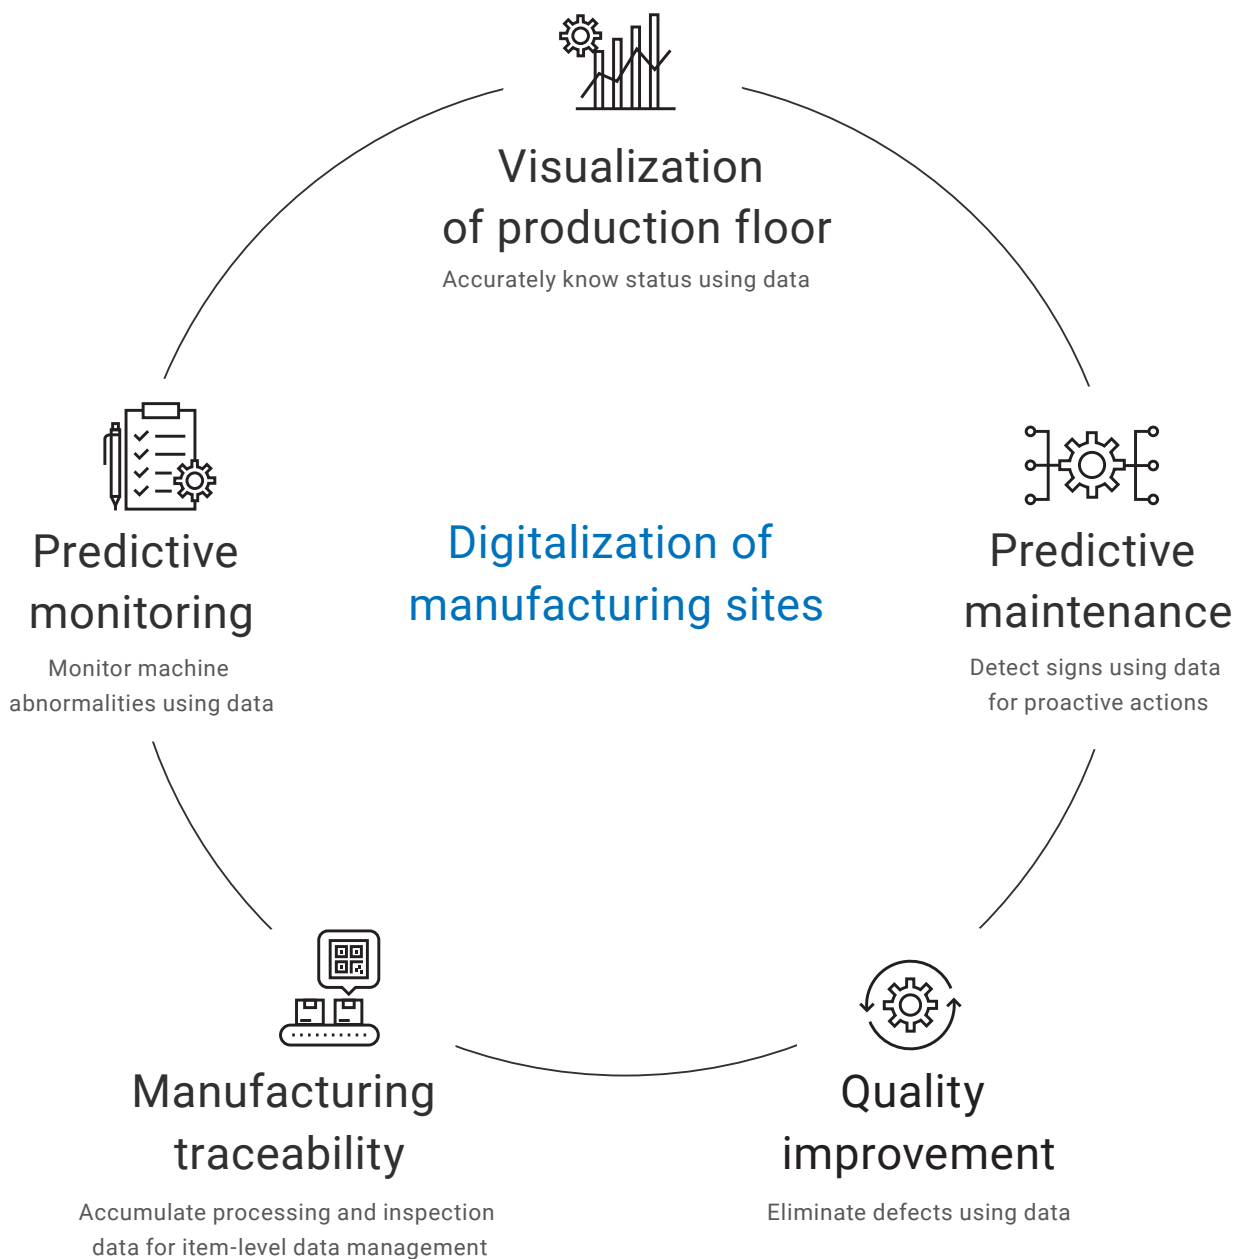 Visualization
of production floor
Accurately know status using data
Predictive
monitoring
Monitor machine
abnormalities using data
Digitalization of
manufacturing sites
Predictive
maintenance
Detect signs using data
for proactive actions
Manufacturing
traceability
Accumulate processing and inspection
data for item-level data management
Quality
improvement
Eliminate defects using data